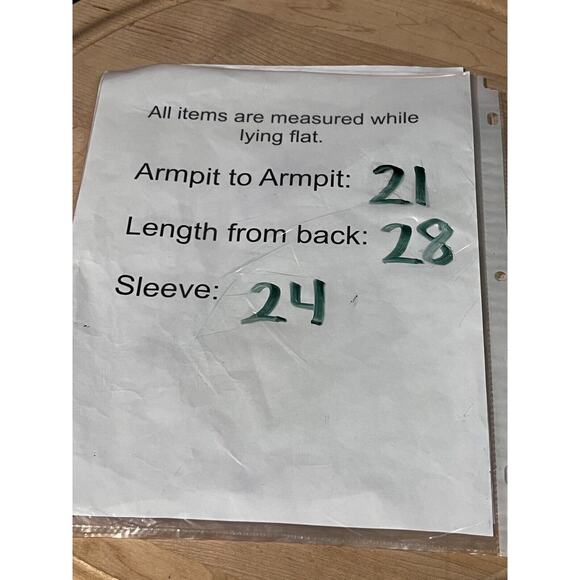 All items are measured while
lying flat.
Armpit to Armpit: 21
Length from back: 28
Sleeve: 24